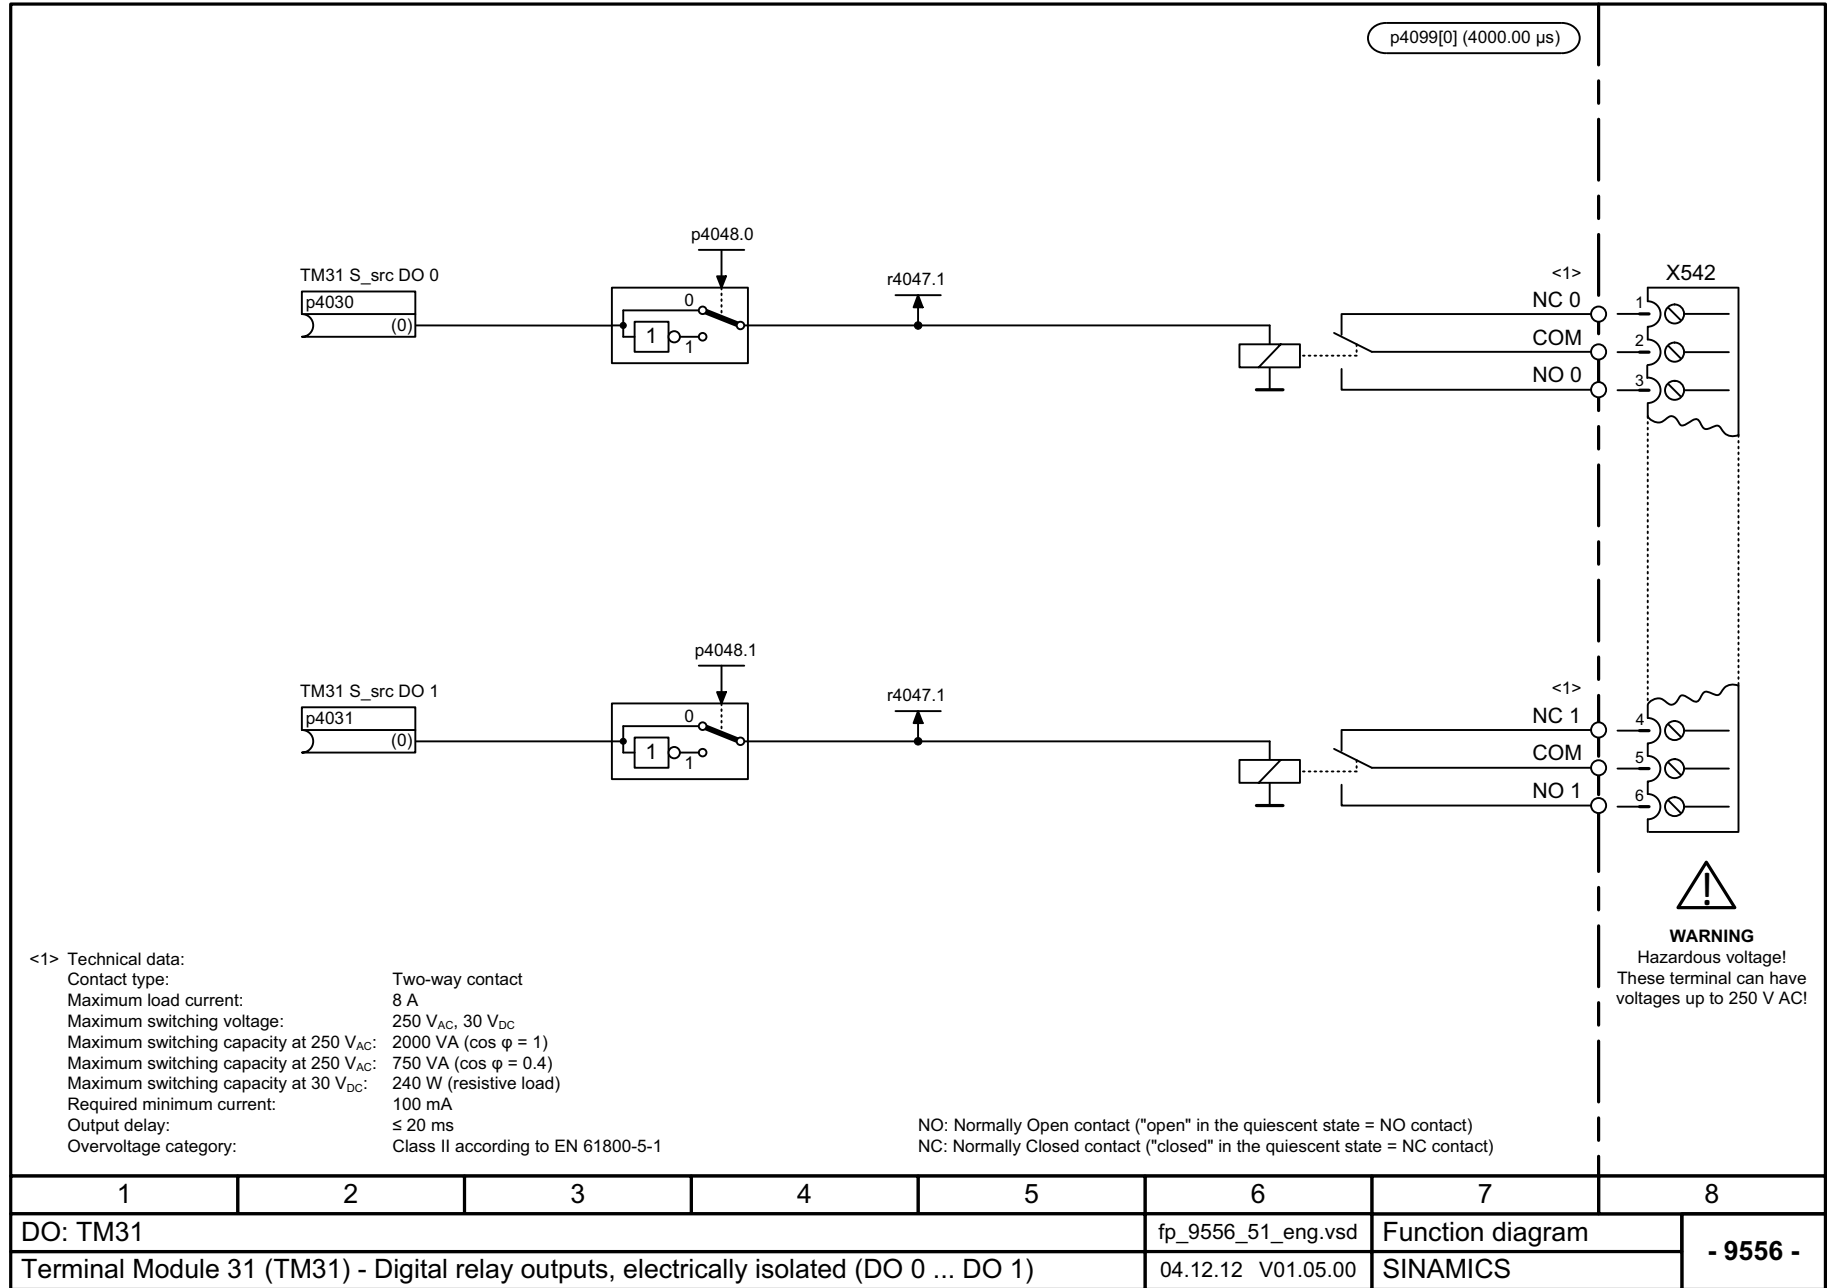 p4099[0] (4000.00 µs)
p4048.0
TM31 S_src DO 0
p4030
(0)
0
1
1
r4047.1
<1>
NC 0
COM
NO 0
X542
1
2
3
p4048.1
TM31 S_src DO 1
p4031
(0)
0
1
1
r4047.1
<1>
NC 1
COM
NO 1
4
5
6
WARNING
Hazardous voltage!
These terminal can have
voltages up to 250 V AC!
<1> Technical data:
Contact type: Two-way contact
Maximum load current: 8 A
Maximum switching voltage: 250 VAC, 30 VDC
Maximum switching capacity at 250 VAC: 2000 VA (cos φ = 1)
Maximum switching capacity at 250 VAC: 750 VA (cos φ = 0.4)
Maximum switching capacity at 30 VDC: 240 W (resistive load)
Required minimum current: 100 mA
Output delay: ≤ 20 ms
Overvoltage category: Class II according to EN 61800-5-1
NO: Normally Open contact ("open" in the quiescent state = NO contact)
NC: Normally Closed contact ("closed" in the quiescent state = NC contact)
1 2 3 4 5 6 7 8
DO: TM31 fp_9556_51_eng.vsd Function diagram
- 9556 -
Terminal Module 31 (TM31) - Digital relay outputs, electrically isolated (DO 0 ... DO 1) 04.12.12 V01.05.00 SINAMICS